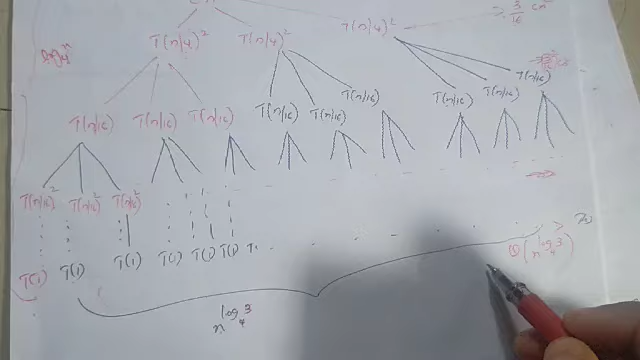 3/16 cn²
T(n/4)² T(n/4)² T(n/4)²
log₄n
T(n/16)
T(n/16) T(n/16) T(n/16) T(n/16) T(n/16) T(n/16) T(n/16)
T(n/16)
T(n/16)² T(n/16)² T(n/16)²
T(1) T(1) T(1) T(1) T(1) T(1)
(n^log₄3)
n^log₄3